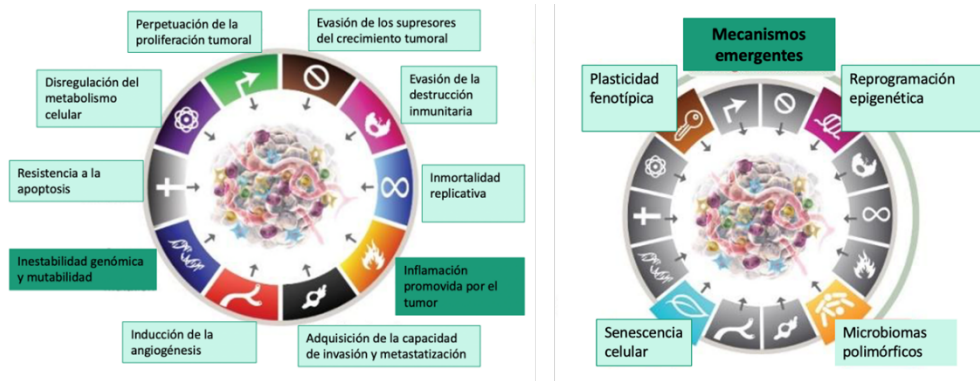 Perpetuación de la
proliferación tumoral
Evasión de los supresores
del crecimiento tumoral
Disregulación del
metabolismo
celular
Evasión de la
destrucción
inmunitaria
Resistencia a la
apoptosis
Inmortalidad
replicativa
Inestabilidad genómica
y mutabilidad
Inflamación
promovida por el
tumor
Inducción de la
angiogénesis
Adquisición de la capacidad
de invasión y metastatización
Mecanismos
emergentes
Plasticidad
fenotípica
Reprogramación
epigenética
Senescencia
celular
Microbiomas
polimórficos